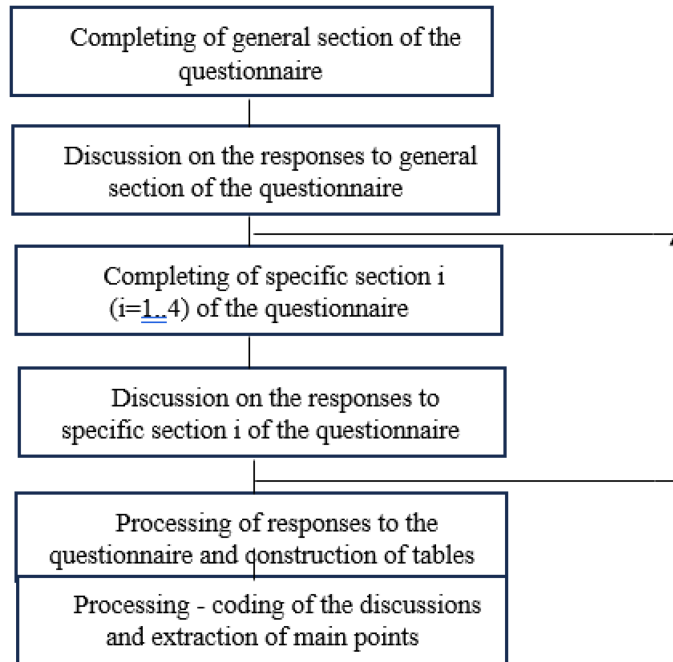 Completing of general section of the
questionnaire
Discussion on the responses to general
section of the questionnaire
Completing of specific section i
(i=1..4) of the questionnaire
Discussion on the responses to
specific section i of the questionnaire
Processing of responses to the
questionnaire and construction of tables
Processing - coding of the discussions
and extraction of main points